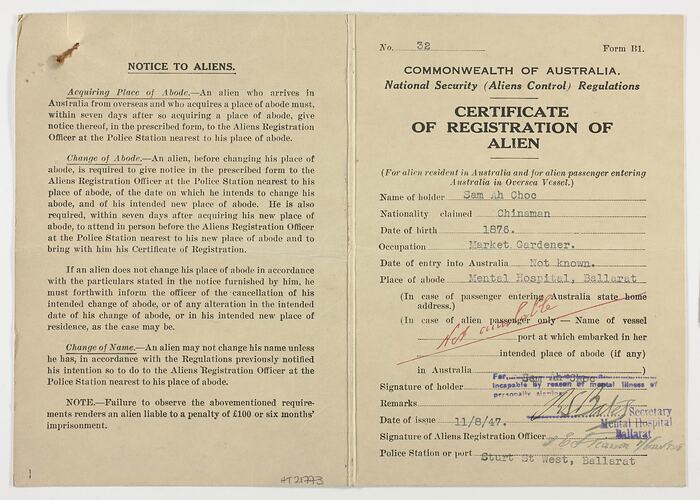 NOTICE TO ALIENS.
Acquiring Place of Abode.—An alien who arrives in
Australia from overseas and who acquires a place of abode must,
within seven days after so acquiring a place of abode, give
notice thereof, in the prescribed form, to the Aliens Registration
Officer at the Police Station nearest to his place of abode.
Change of Abode.—An alien, before changing his place of
abode, is required to give notice in the prescribed form to the
Aliens Registration Officer at the Police Station nearest to his
place of abode, of the date on which he intends to change his
abode, and of his intended new place of abode. He is also
required, within seven days after acquiring his new place of
abode, to attend in person before the Aliens Registration Officer
at the Police Station nearest to his new place of abode and to
bring with him his Certificate of Registration.
If an alien does not change his place of abode in accordance
with the particulars stated in the notice furnished by him, he
must forthwith inform the officer of the cancellation of his
intended change of abode, or of any alteration in the intended
date of his change of abode, or in his intended new place of
residence, as the case may be.
Change of Name.—An alien may not change his name unless
he has, in accordance with the Regulations previously notified
his intention so to do to the Aliens Registration Officer at the
Police Station nearest to his place of abode.
NOTE.—Failure to observe the abovementioned require-
ments renders an alien liable to a penalty of £100 or six months'
imprisonment.
HT 21773
No. 32 Form B1.
COMMONWEALTH OF AUSTRALIA.
National Security (Aliens Control) Regulations
CERTIFICATE
OF REGISTRATION OF
ALIEN
(For alien resident in Australia and for alien passenger entering
Australia in Oversea Vessel.)
Name of holder Sam Ah Choc
Nationality claimed Chinaman
Date of birth 1876.
Occupation Market Gardener.
Date of entry into Australia Not known.
Place of abode Mental Hospital, Ballarat
(In case of passenger entering Australia state home
address.)
(In case of alien passenger only — Name of vessel
Not available
port at which embarked in her
intended place of abode (if any)
in Australia )
For Sam Ah Choc
Signature of holder incapable by reason of mental illness of
personally signing
Remarks
Secretary
Date of issue 11/8/47. Mental Hospital
Ballarat
Signature of Aliens Registration Officer
Police Station or port Sturt St West, Ballarat